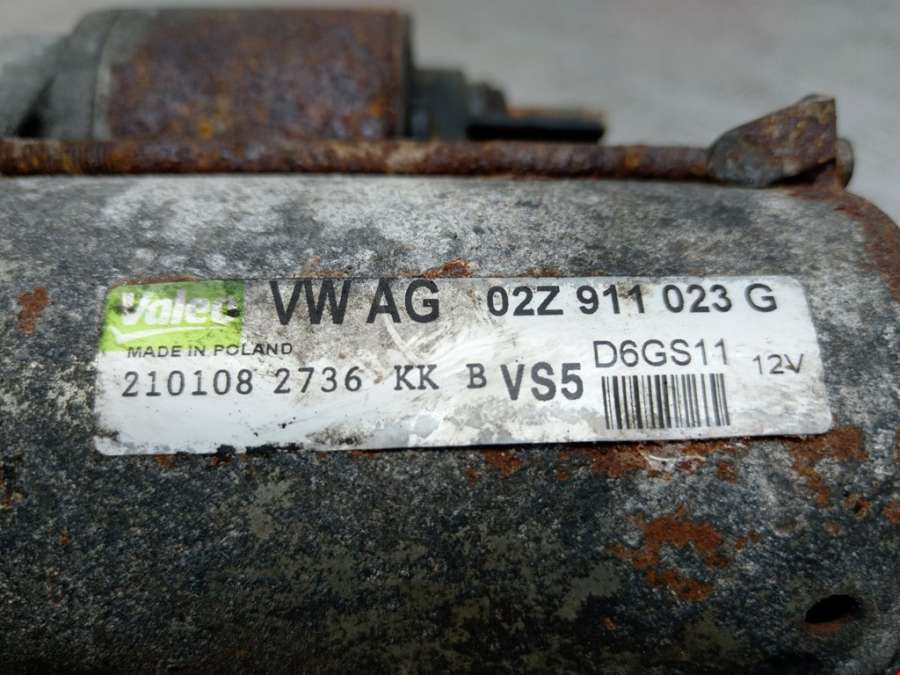 Valeo VW AG 02Z 911 023 G
MADE IN POLAND
210108 2736 KK B VS5 D6GS11 12V